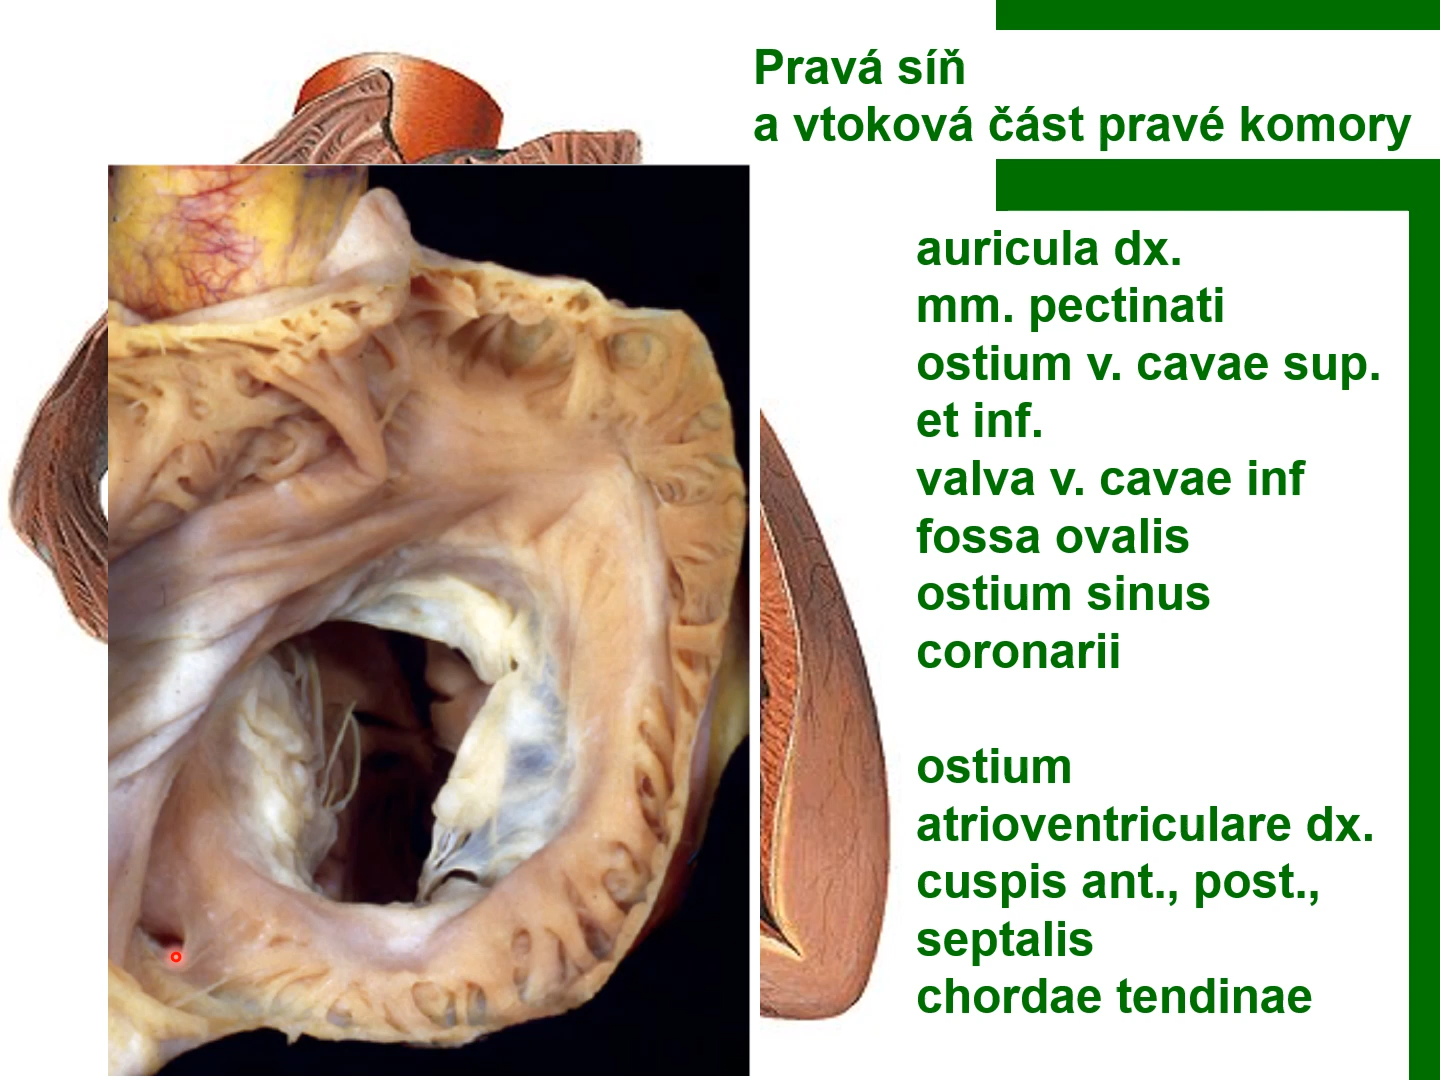 Pravá síň
a vtoková část pravé komory
auricula dx.
mm. pectinati
ostium v. cavae sup.
et inf.
valva v. cavae inf
fossa ovalis
ostium sinus
coronarii
ostium
atrioventriculare dx.
cuspis ant., post.,
septalis
chordae tendinae